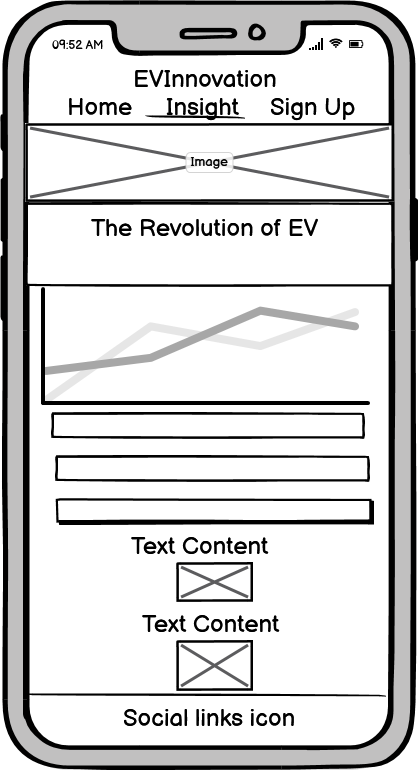 09:52 AM
EVInnovation
Home Insight Sign Up
Image
The Revolution of EV
Text Content
Text Content
Social links icon